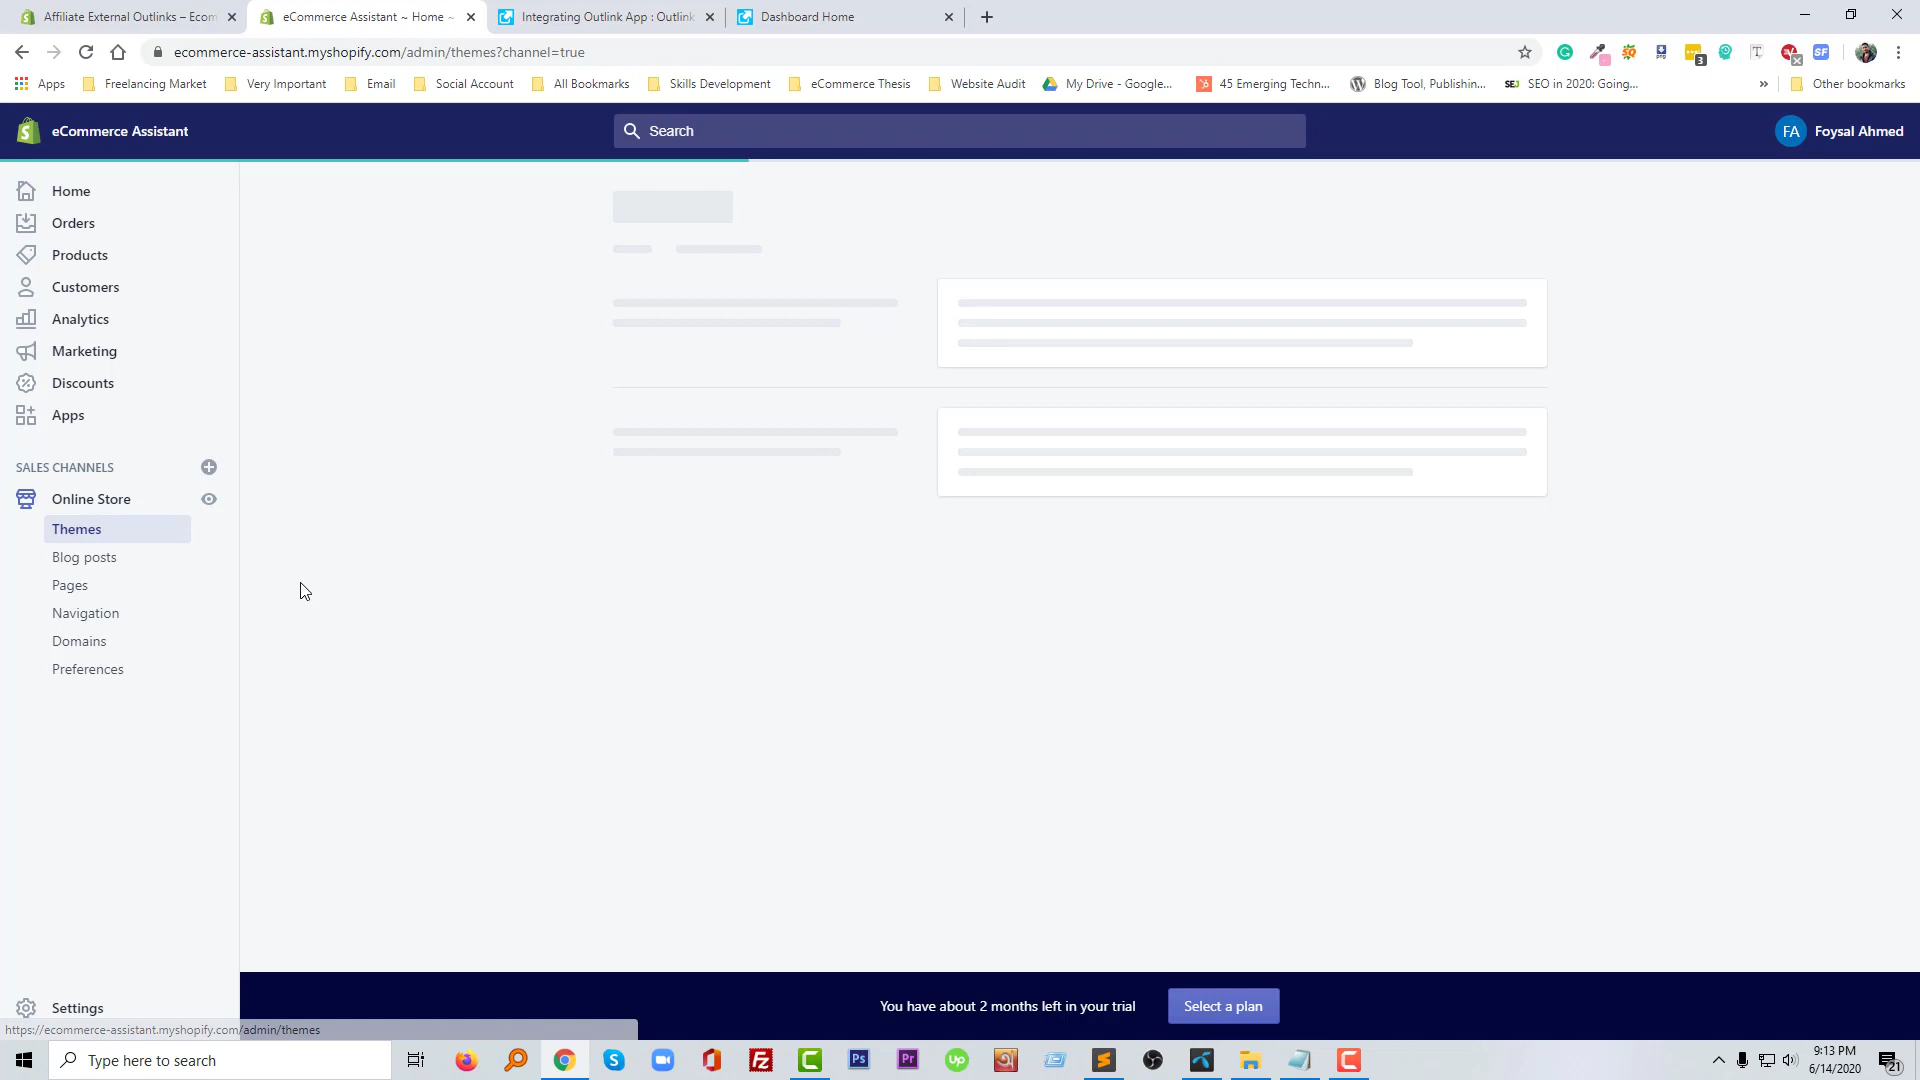 Affiliate External Outlinks – Ecom
eCommerce Assistant ~ Home ~
Integrating Outlink App : Outlink
Dashboard Home
ecommerce-assistant.myshopify.com/admin/themes?channel=true
Apps
Freelancing Market
Very Important
Email
Social Account
All Bookmarks
Skills Development
eCommerce Thesis
Website Audit
My Drive - Google...
45 Emerging Techn...
Blog Tool, Publishin...
SEJ
SEO in 2020: Going...
»
Other bookmarks
eCommerce Assistant
Search
FA
Foysal Ahmed
Home
Orders
Products
Customers
Analytics
Marketing
Discounts
Apps
SALES CHANNELS
Online Store
Themes
Blog posts
Pages
Navigation
Domains
Preferences
Settings
You have about 2 months left in your trial
Select a plan
https://ecommerce-assistant.myshopify.com/admin/themes
Type here to search
9:13 PM
6/14/2020
21